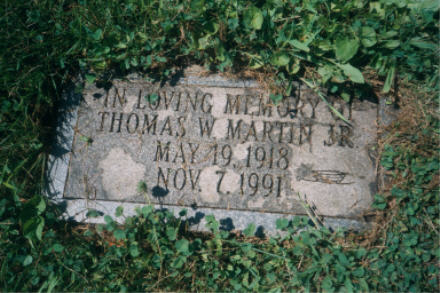 IN LOVING MEMORY OF
THOMAS W. MARTIN JR.
MAY 19, 1918
NOV. 7, 1991